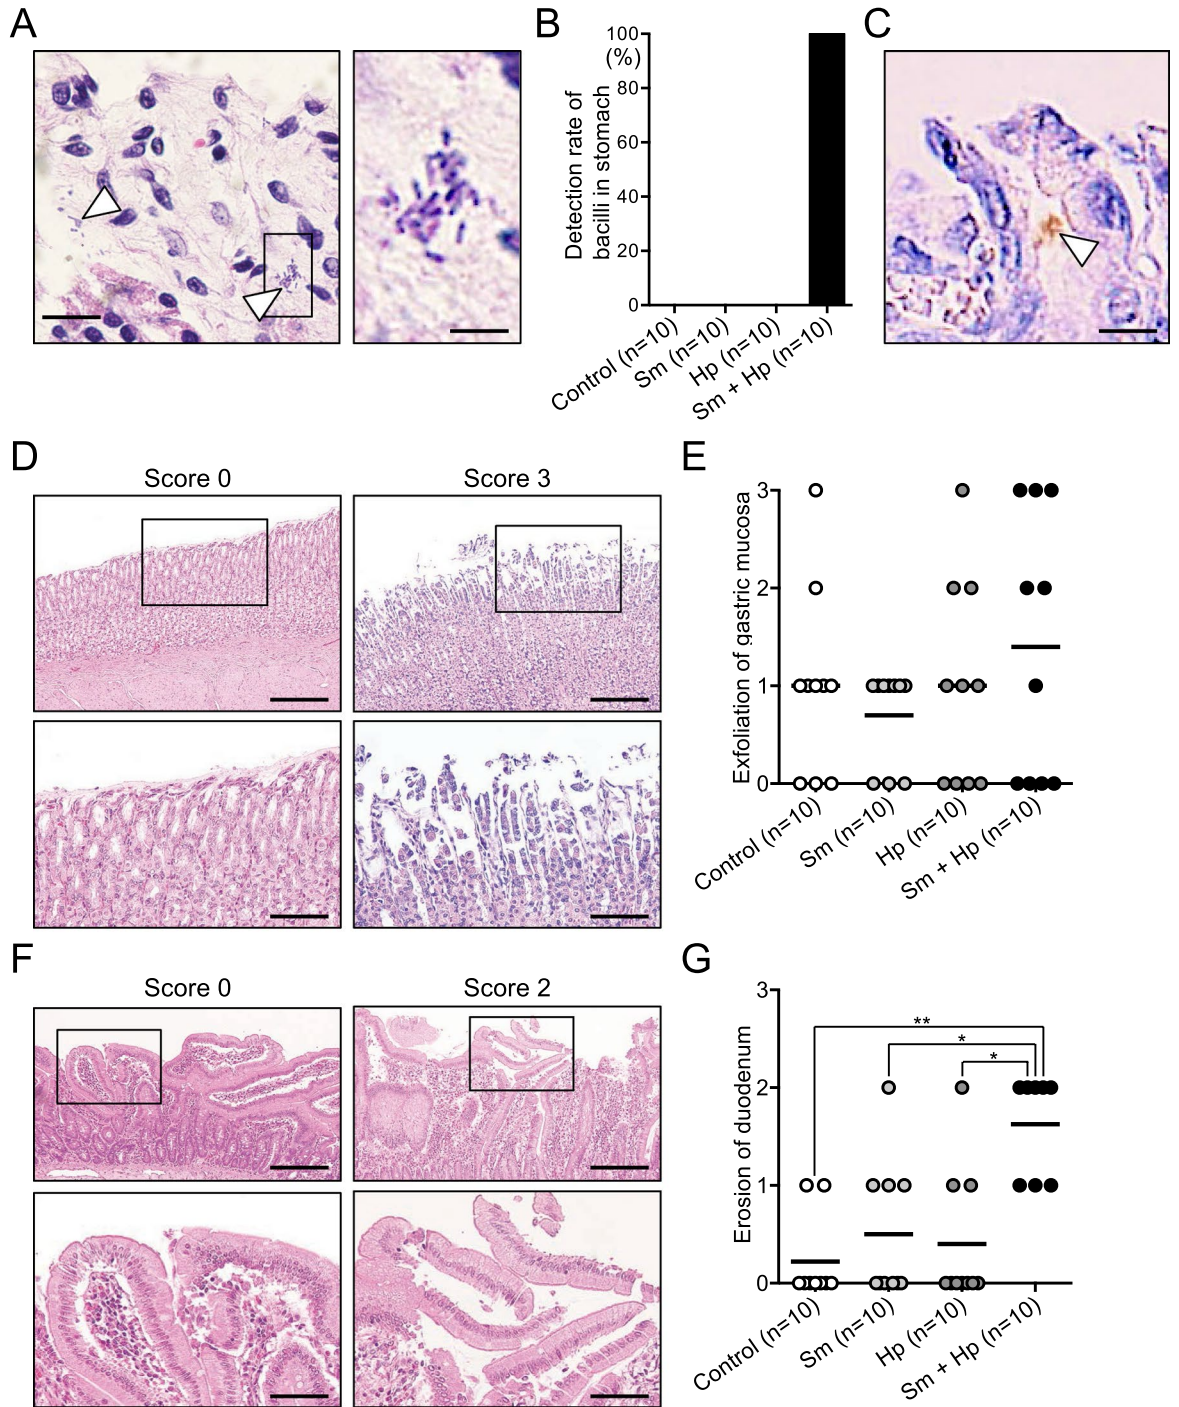 A
B
100
(%)
80
60
40
20
0
Detection rate of
bacilli in stomach
Control (n=10)
Sm (n=10)
Hp (n=10)
Sm + Hp (n=10)
C
D
Score 0
Score 3
E
3
2
1
0
Exfoliation of gastric mucosa
Control (n=10)
Sm (n=10)
Hp (n=10)
Sm + Hp (n=10)
F
Score 0
Score 2
G
3
2
1
0
Erosion of duodenum
**
*
*
Control (n=10)
Sm (n=10)
Hp (n=10)
Sm + Hp (n=10)